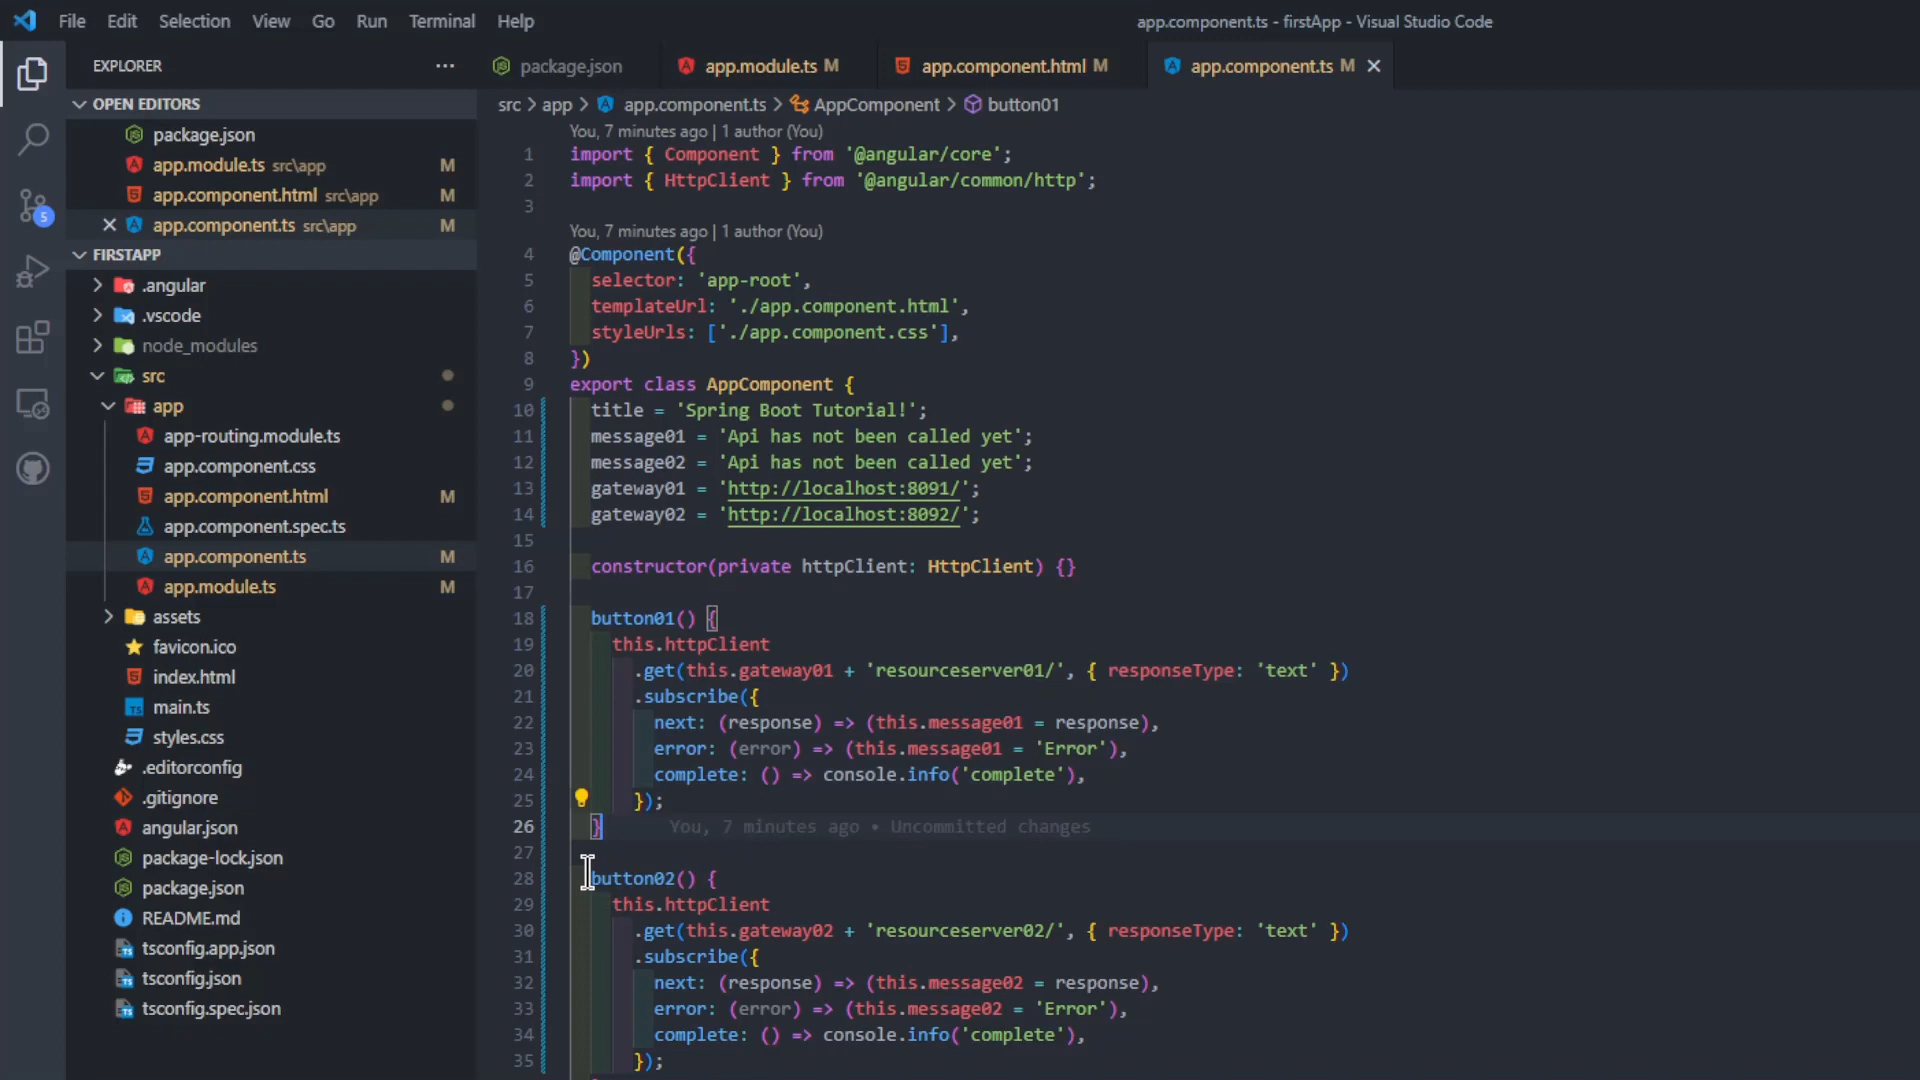 File Edit Selection View Go Run Terminal Help
app.component.ts - firstApp - Visual Studio Code
EXPLORER
OPEN EDITORS
package.json
app.module.ts src\app M
app.component.html src\app M
app.component.ts src\app M
FIRSTAPP
.angular
.vscode
node_modules
src
app
app-routing.module.ts
app.component.css
app.component.html M
app.component.spec.ts
app.component.ts M
app.module.ts M
assets
favicon.ico
index.html
main.ts
styles.css
.editorconfig
.gitignore
angular.json
package-lock.json
package.json
README.md
tsconfig.app.json
tsconfig.json
tsconfig.spec.json
5
package.json app.module.ts M app.component.html M app.component.ts M
src > app > app.component.ts > AppComponent > button01
You, 7 minutes ago | 1 author (You)
1 import { Component } from '@angular/core';
2 import { HttpClient } from '@angular/common/http';
3
You, 7 minutes ago | 1 author (You)
4 @Component({
5 selector: 'app-root',
6 templateUrl: './app.component.html',
7 styleUrls: ['./app.component.css'],
8 })
9 export class AppComponent {
10 title = 'Spring Boot Tutorial!';
11 message01 = 'Api has not been called yet';
12 message02 = 'Api has not been called yet';
13 gateway01 = 'http://localhost:8091/';
14 gateway02 = 'http://localhost:8092/';
15
16 constructor(private httpClient: HttpClient) {}
17
18 button01() {
19 this.httpClient
20 .get(this.gateway01 + 'resourceserver01/', { responseType: 'text' })
21 .subscribe({
22 next: (response) => (this.message01 = response),
23 error: (error) => (this.message01 = 'Error'),
24 complete: () => console.info('complete'),
25 });
26 } You, 7 minutes ago • Uncommitted changes
27
28 button02() {
29 this.httpClient
30 .get(this.gateway02 + 'resourceserver02/', { responseType: 'text' })
31 .subscribe({
32 next: (response) => (this.message02 = response),
33 error: (error) => (this.message02 = 'Error'),
34 complete: () => console.info('complete'),
35 });